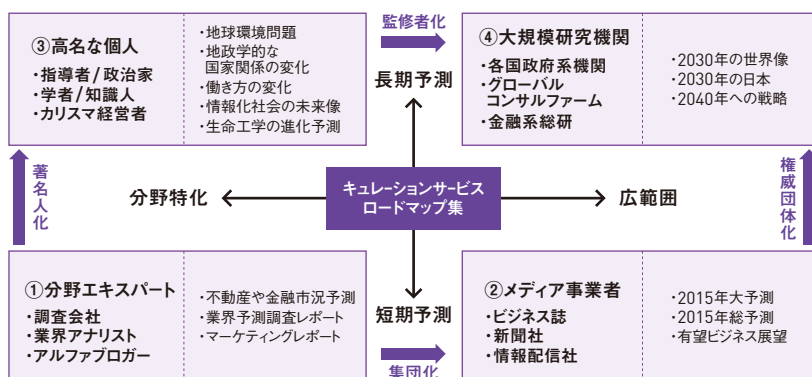 監修者化
③高名な個人
・指導者/政治家
・学者/知識人
・カリスマ経営者
・地球環境問題
・地政学的な
国家関係の変化
・働き方の変化
・情報化社会の未来像
・生命工学の進化予測
長期予測
④大規模研究機関
・各国政府系機関
・グローバル
コンサルファーム
・金融系総研
・2030年の世界像
・2030年の日本
・2040年への戦略
著名人化
分野特化
キュレーションサービス
ロードマップ集
広範囲
権威団体化
①分野エキスパート
・調査会社
・業界アナリスト
・アルファブロガー
・不動産や金融市況予測
・業界予測調査レポート
・マーケティングレポート
短期予測
集団化
②メディア事業者
・ビジネス誌
・新聞社
・情報配信社
・2015年大予測
・2015年総予測
・有望ビジネス展望